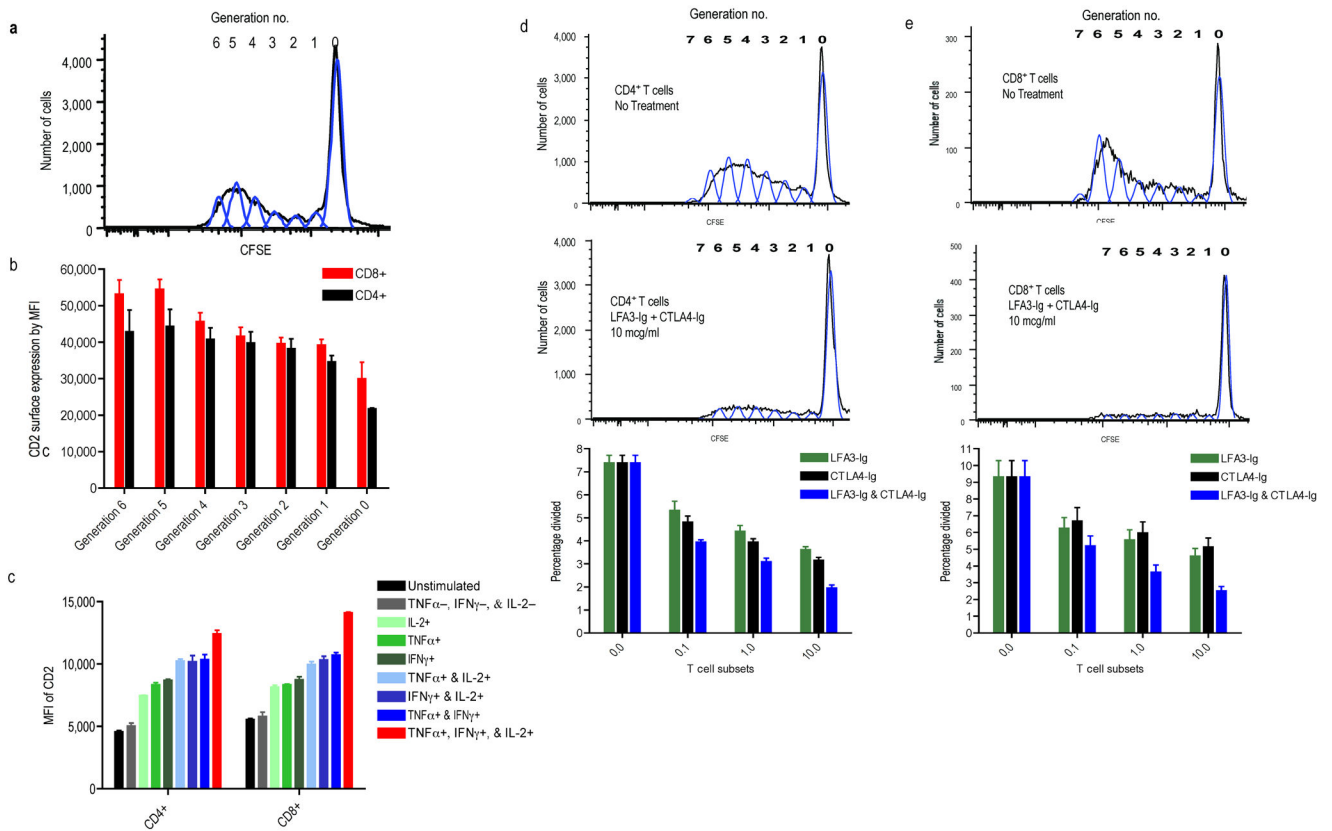 a
Generation no.
6 5 4 3 2 1 0
4,000
3,000
2,000
1,000
0
Number of cells
CFSE
b
60,000
50,000
40,000
30,000
20,000
10,000
0
CD2 surface expression by MFI
c
CD8+
CD4+
Generation 6
Generation 5
Generation 4
Generation 3
Generation 2
Generation 1
Generation 0
c
15,000
10,000
5,000
0
MFI of CD2
CD4+
CD8+
Unstimulated
TNFα–, IFNγ–, & IL-2–
IL-2+
TNFα+
IFNγ+
TNFα+ & IL-2+
IFNγ+ & IL-2+
TNFα+ & IFNγ+
TNFα+, IFNγ+, & IL-2+
d
Generation no.
7 6 5 4 3 2 1 0
4,000
3,000
2,000
1,000
0
Number of cells
CD4+ T cells
No Treatment
CFSE
7 6 5 4 3 2 1 0
4,000
3,000
2,000
1,000
0
Number of cells
CD4+ T cells
LFA3-Ig + CTLA4-Ig
10 mcg/ml
CFSE
8
7
6
5
4
3
2
1
0
Percentage divided
LFA3-Ig
CTLA4-Ig
LFA3-Ig & CTLA4-Ig
0.0
0.1
1.0
10.0
T cell subsets
e
Generation no.
7 6 5 4 3 2 1 0
300
200
100
0
Number of cells
CD8+ T cells
No Treatment
CFSE
7 6 5 4 3 2 1 0
500
400
300
200
100
0
Number of cells
CD8+ T cells
LFA3-Ig + CTLA4-Ig
10 mcg/ml
CFSE
11
10
9
8
7
6
5
4
3
2
1
0
Percentage divided
LFA3-Ig
CTLA4-Ig
LFA3-Ig & CTLA4-Ig
0.0
0.1
1.0
10.0
T cell subsets